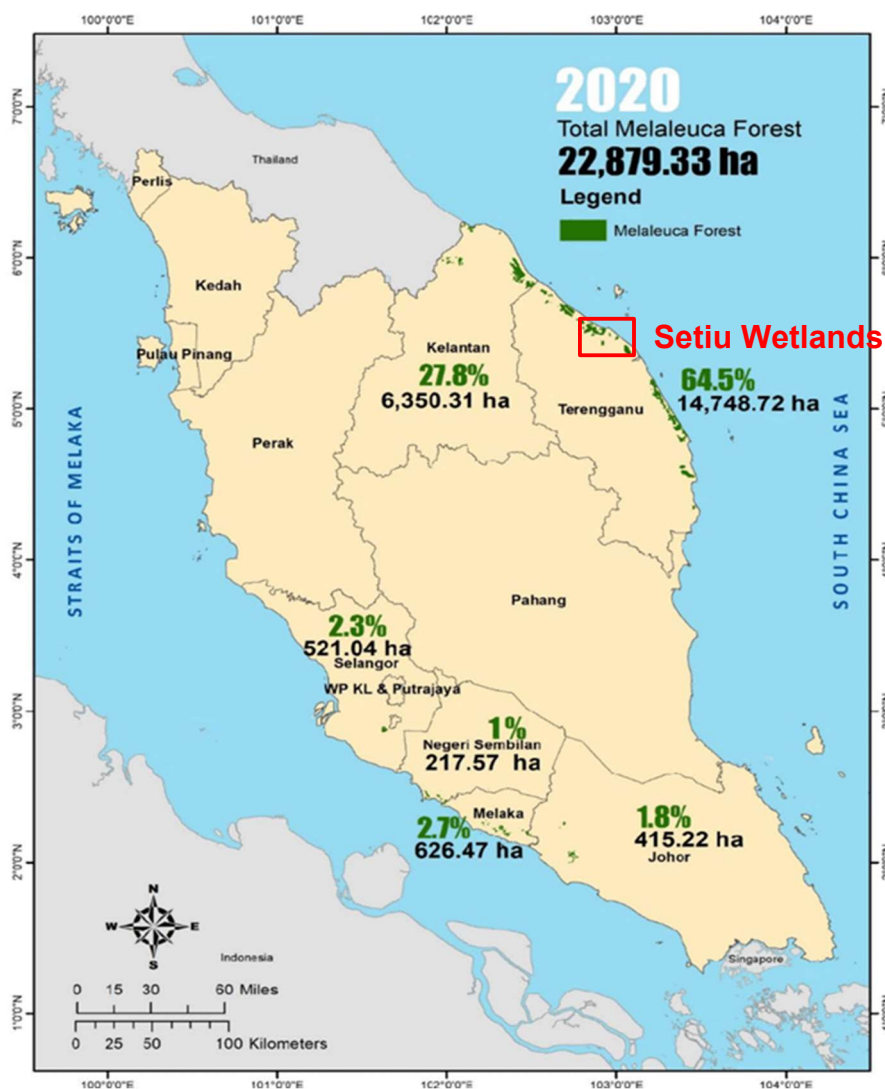 100°0'0"E 101°0'0"E 102°0'0"E 103°0'0"E 104°0'0"E
2020
Total Melaleuca Forest
22,879.33 ha
Legend
Melaleuca Forest
7°0'0"N
Thailand
Perlis
6°0'0"N
Kedah
Setiu Wetlands
Pulau Pinang
Kelantan
27.8%
6,350.31 ha
64.5%
14,748.72 ha
Terengganu
5°0'0"N
Perak
STRAITS OF MELAKA
SOUTH CHINA SEA
4°0'0"N
Pahang
2.3%
521.04 ha
Selangor
WP KL & Putrajaya
3°0'0"N
1%
Negeri Sembilan
217.57 ha
Melaka
2.7%
626.47 ha
1.8%
415.22 ha
Johor
2°0'0"N
N
W E
S
Indonesia
Singapore
0 15 30 60 Miles
1°0'0"N
0 25 50 100 Kilometers
100°0'0"E 101°0'0"E 102°0'0"E 103°0'0"E 104°0'0"E